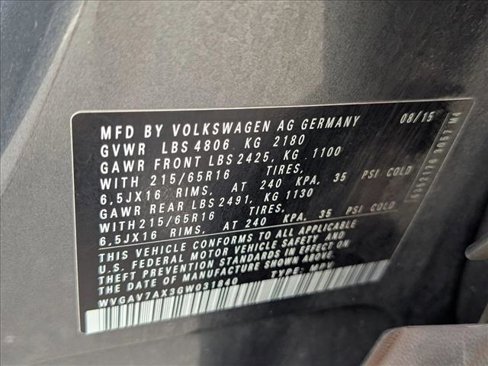 MFD BY VOLKSWAGEN AG GERMANY 08/15
GVWR LBS 4806 KG 2180
GAWR FRONT LBS 2425, KG 1100
WITH 215/65R16 TIRES,
6,5JX16 RIMS, AT 240 KPA, 35 PSI COLD
GAWR REAR LBS 2491, KG 1130
WITH 215/65R16 TIRES,
6,5JX16 RIMS, AT 240 KPA, 35 PSI COLD
THIS VEHICLE CONFORMS TO ALL APPLICABLE
U.S. FEDERAL MOTOR VEHICLE SAFETY AND
THEFT PREVENTION STANDARDS IN EFFECT ON
THE DATE OF MANUFACTURE SHOWN ABOVE.
WVGAV7AX3GW031840 TYPE: MPV